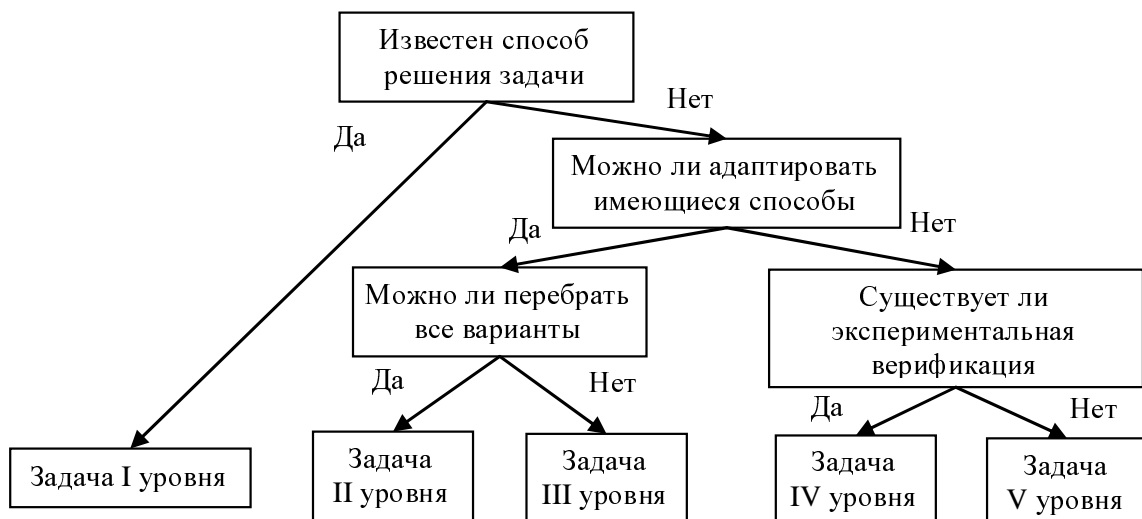 Известен способ
решения задачи
Нет
Да
Можно ли адаптировать
имеющиеся способы
Да
Нет
Можно ли перебрать
все варианты
Существует ли
экспериментальная
верификация
Да
Нет
Да
Нет
Задача I уровня
Задача
II уровня
Задача
III уровня
Задача
IV уровня
Задача
V уровня